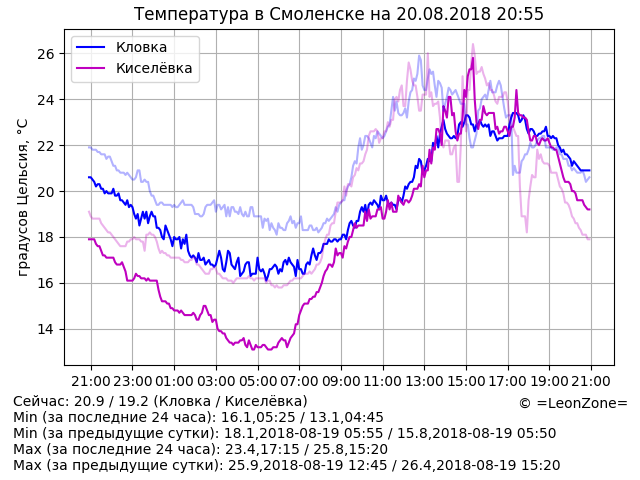 Температура в Смоленске на 20.08.2018 20:55
градусов Цельсия, °C
26
24
22
20
18
16
14
Кловка
Киселёвка
21:00 23:00 01:00 03:00 05:00 07:00 09:00 11:00 13:00 15:00 17:00 19:00 21:00
Сейчас: 20.9 / 19.2 (Кловка / Киселёвка)
© =LeonZone=
Min (за последние 24 часа): 16.1,05:25 / 13.1,04:45
Min (за предыдущие сутки): 18.1,2018-08-19 05:55 / 15.8,2018-08-19 05:50
Max (за последние 24 часа): 23.4,17:15 / 25.8,15:20
Max (за предыдущие сутки): 25.9,2018-08-19 12:45 / 26.4,2018-08-19 15:20